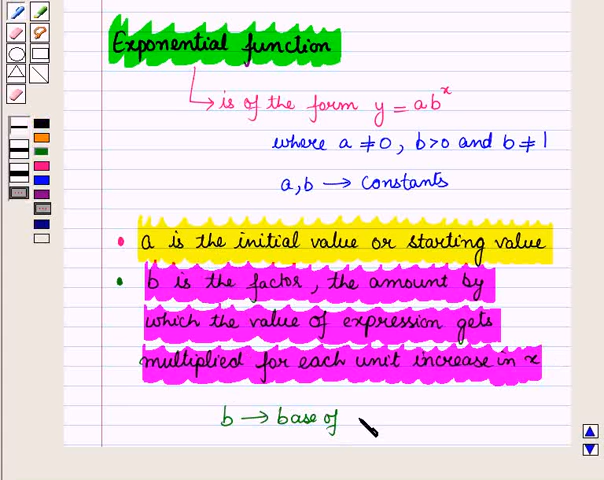 Exponential function
is of the form y = abˣ
where a ≠ 0, b > 0 and b ≠ 1
a, b → constants
• a is the initial value or starting value
• b is the factor, the amount by
which the value of expression gets
multiplied for each unit increase in x
b → base of